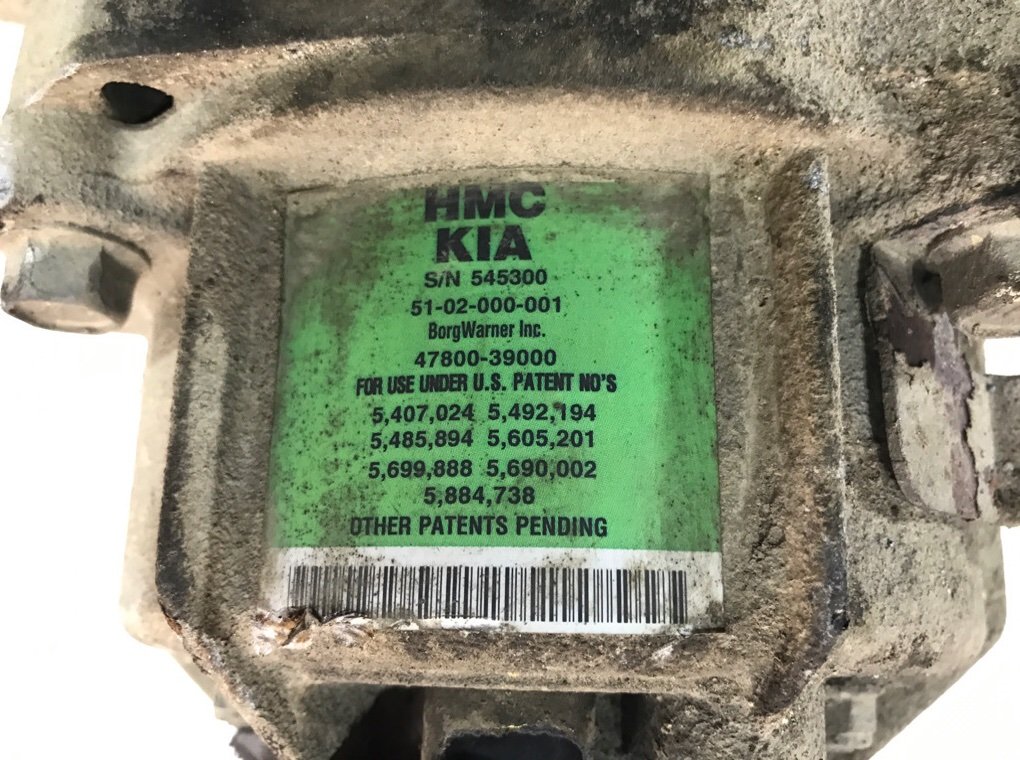 HMC
KIA
S/N 545300
51-02-000-001
BorgWarner Inc.
47800-39000
FOR USE UNDER U.S. PATENT NO'S
5,407,024 5,492,194
5,485,894 5,605,201
5,699,888 5,690,002
5,884,738
OTHER PATENTS PENDING